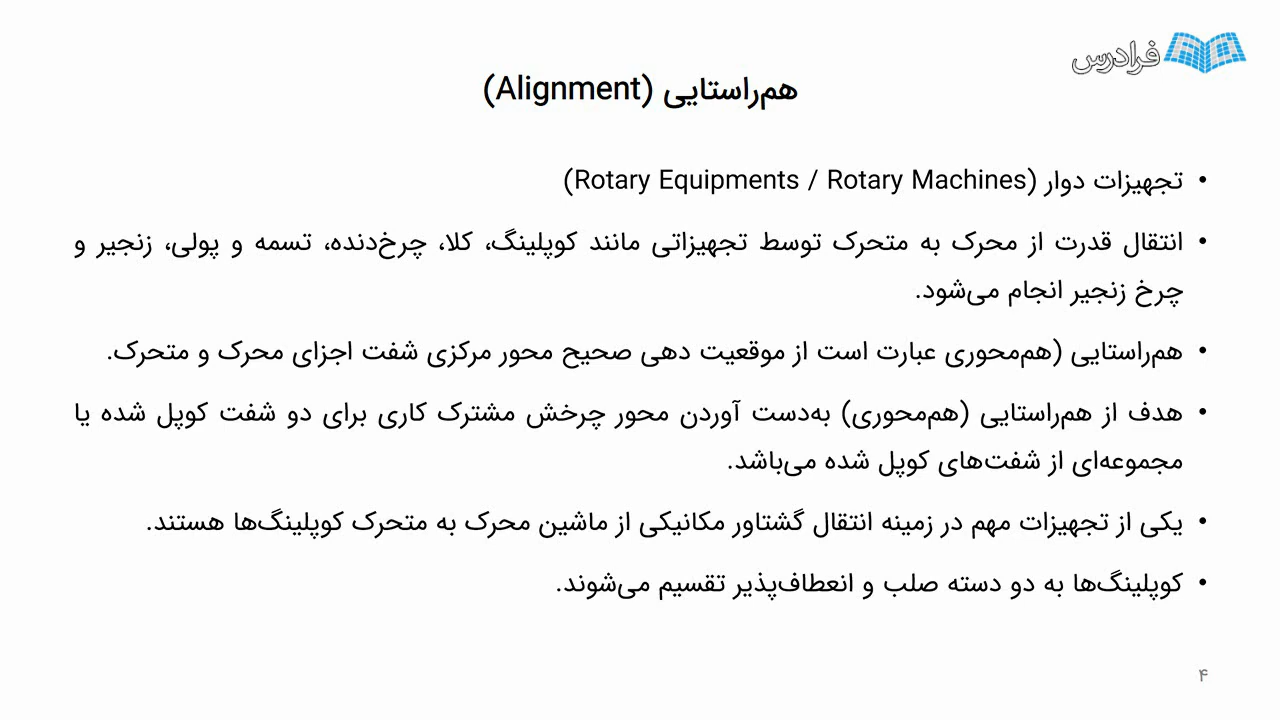 فرادرس
هم‌راستایی (Alignment)
• تجهیزات دوار (Rotary Equipments / Rotary Machines)
• انتقال قدرت از محرک به متحرک توسط تجهیزاتی مانند کوپلینگ، کلا، چرخ‌دنده، تسمه و پولی، زنجیر و
چرخ زنجیر انجام می‌شود.
• هم‌راستایی (هم‌محوری عبارت است از موقعیت دهی صحیح محور مرکزی شفت اجزای محرک و متحرک.
• هدف از هم‌راستایی (هم‌محوری) به‌دست آوردن محور چرخش مشترک کاری برای دو شفت کوپل شده یا
مجموعه‌ای از شفت‌های کوپل شده می‌باشد.
• یکی از تجهیزات مهم در زمینه انتقال گشتاور مکانیکی از ماشین محرک به متحرک کوپلینگ‌ها هستند.
• کوپلینگ‌ها به دو دسته صلب و انعطاف‌پذیر تقسیم می‌شوند.
۴